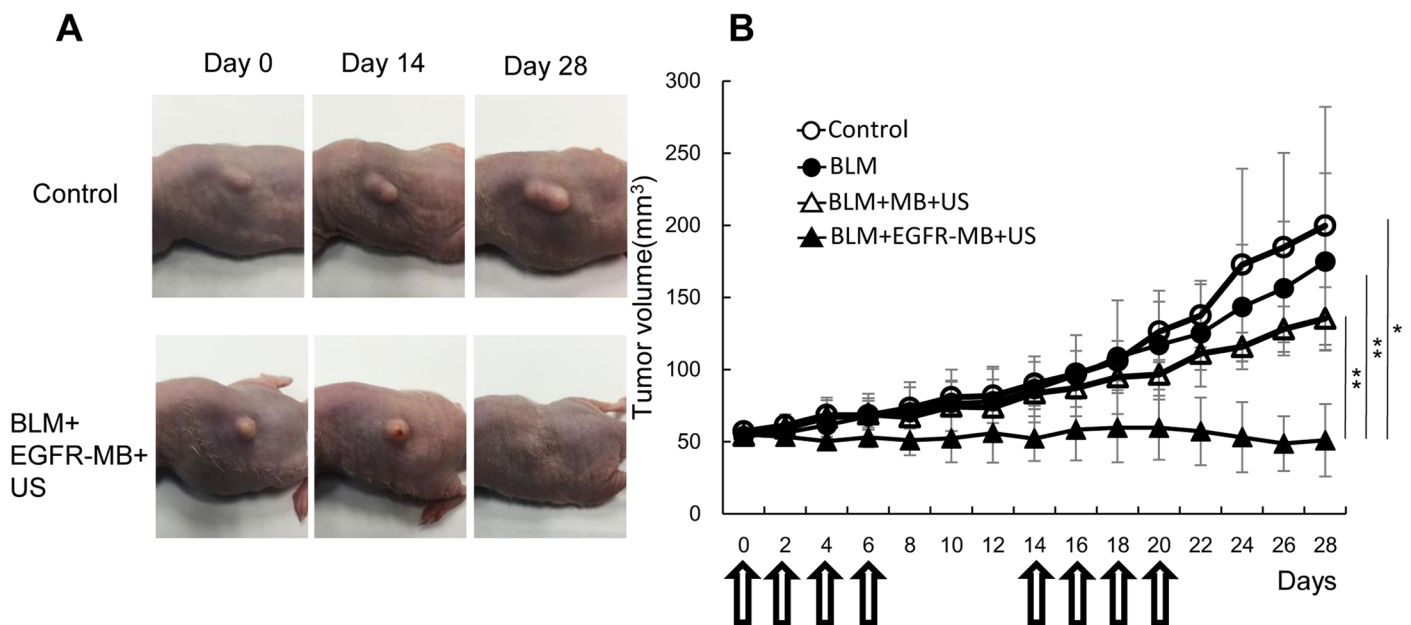 A
Day 0
Day 14
Day 28
Control
BLM+
EGFR-MB+
US
B
Tumor volume(mm³)
300
250
200
150
100
50
0
Control
BLM
BLM+MB+US
BLM+EGFR-MB+US
*
**
**
0 2 4 6 8 10 12 14 16 18 20 22 24 26 28
Days